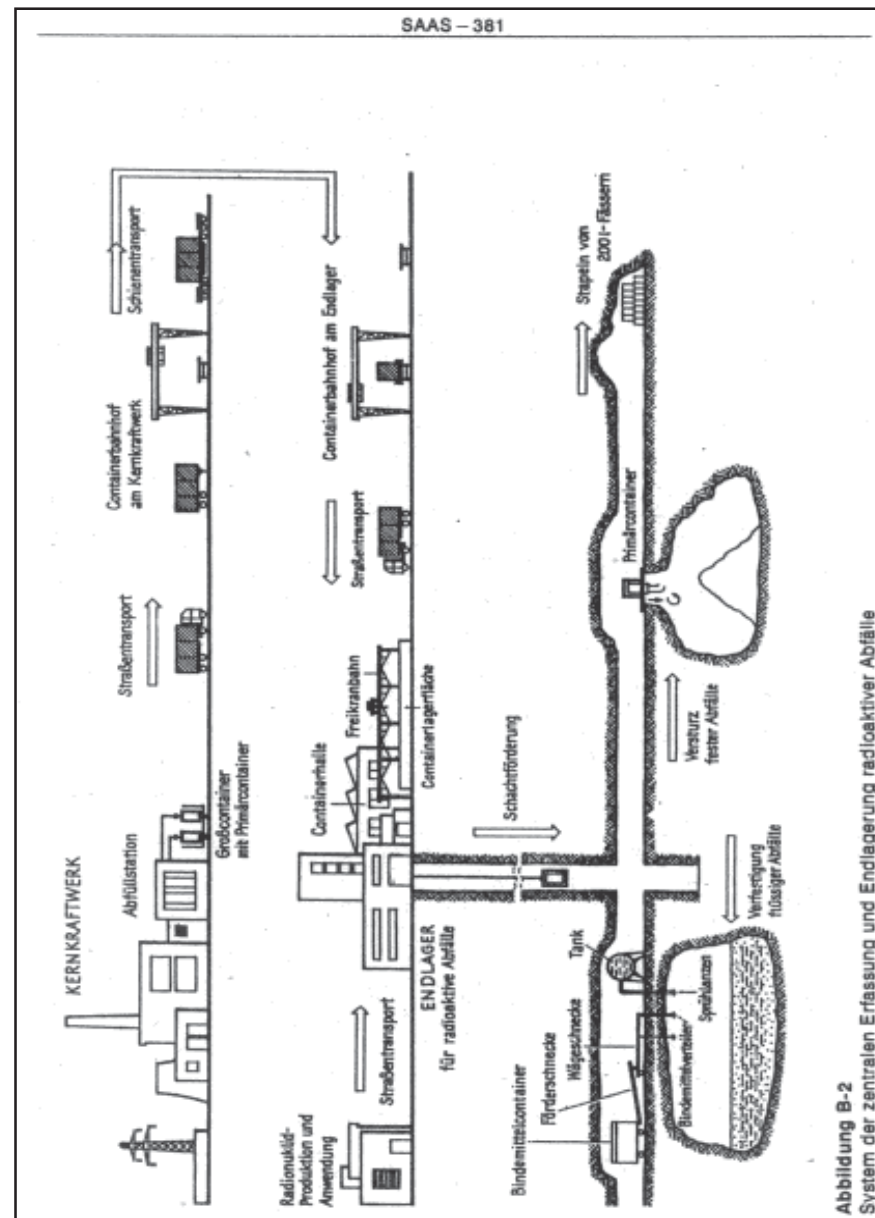 SAAS – 381
KERNKRAFTWERK
Abfüllstation
Großcontainer
mit Primärcontainer
Straßentransport
Containerbahnhof
am Kernkraftwerk
Schienentransport
Radionuklid-
Produktion und
Anwendung
Straßentransport
ENDLAGER
für radioaktive Abfälle
Containerhalle
Freikranbahn
Containerlagerfläche
Straßentransport
Containerbahnhof am Endlager
Schachtförderung
Bindemittelcontainer
Förderschnecke
Wägeschnecke
Tank
Bindemittelverteiler
Sprühlanzen
Verfestigung
flüssiger Abfälle
Versturz
fester Abfälle
Primärcontainer
Stapeln von
200l-Fässern
Abbildung B-2
System der zentralen Erfassung und Endlagerung radioaktiver Abfälle